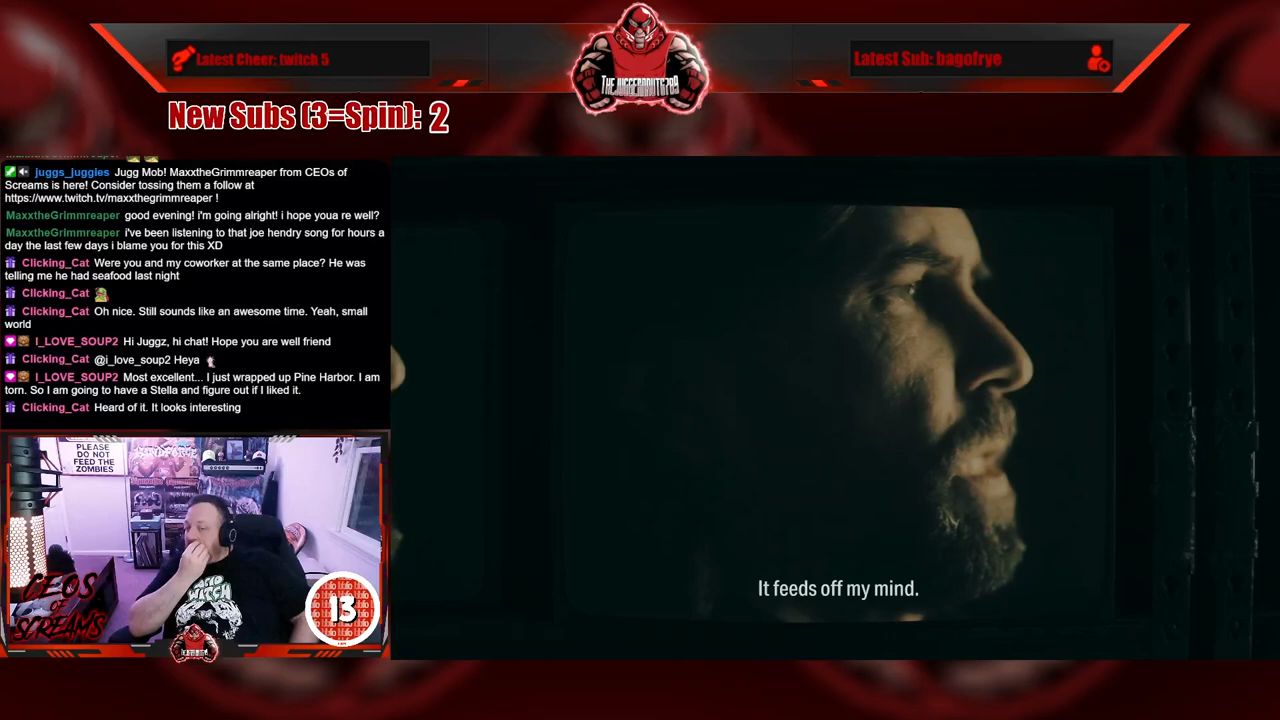 Latest Cheer: twitch 5
THEJUGGERNAUT6789
Latest Sub: bagofrye
New Subs (3=Spin): 2
juggs_juggies Jugg Mob! MaxxtheGrimmreaper from CEOs of
Screams is here! Consider tossing them a follow at
https://www.twitch.tv/maxxthegrimmreaper !
MaxxtheGrimmreaper good evening! i'm going alright! i hope youa re well?
MaxxtheGrimmreaper i've been listening to that joe hendry song for hours a
day the last few days i blame you for this XD
Clicking_Cat Were you and my coworker at the same place? He was
telling me he had seafood last night
Clicking_Cat
Clicking_Cat Oh nice. Still sounds like an awesome time. Yeah, small
world
I_LOVE_SOUP2 Hi Juggz, hi chat! Hope you are well friend
Clicking_Cat @i_love_soup2 Heya
I_LOVE_SOUP2 Most excellent... I just wrapped up Pine Harbor. I am
torn. So I am going to have a Stella and figure out if I liked it.
Clicking_Cat Heard of it. It looks interesting
PLEASE
DO NOT
FEED THE
ZOMBIES
ACID
WITCH
CEOS
OF
SCREAMS
13
It feeds off my mind.